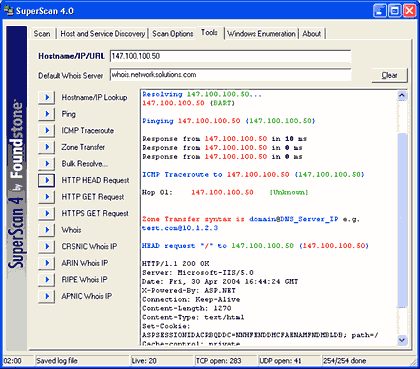 SuperScan 4.0
Scan Host and Service Discovery Scan Options Tools Windows Enumeration About
Hostname/IP/URL 147.100.100.50
Default Whois Server whois.networksolutions.com Clear
SuperScan 4 by Foundstone
Hostname/IP Lookup
Ping
ICMP Traceroute
Zone Transfer
Bulk Resolve...
HTTP HEAD Request
HTTP GET Request
HTTPS GET Request
Whois
CRSNIC Whois IP
ARIN Whois IP
RIPE Whois IP
APNIC Whois IP
Resolving 147.100.100.50...
147.100.100.50 (BART)
Pinging 147.100.100.50 (147.100.100.50)
Response from 147.100.100.50 in 10 ms
Response from 147.100.100.50 in 0 ms
Response from 147.100.100.50 in 0 ms
ICMP Traceroute to 147.100.100.50 (147.100.100.50)
Hop 01: 147.100.100.50 [Unknown]
Zone Transfer syntax is domain@DNS_Server_IP e.g.
test.com@10.1.2.3
HEAD request "/" to 147.100.100.50 (147.100.100.50)
HTTP/1.1 200 OK
Server: Microsoft-IIS/5.0
Date: Fri, 30 Apr 2004 16:44:24 GMT
X-Powered-By: ASP.NET
Connection: Keep-Alive
Content-Length: 1270
Content-Type: text/html
Set-Cookie:
ASPSESSIONIDACRBQDDC=NNHFENDDMCFAENAMFNDMBLDB; path=/
Cache-control: private
02:00 Saved log file Live: 20 TCP open: 283 UDP open: 41 254/254 done